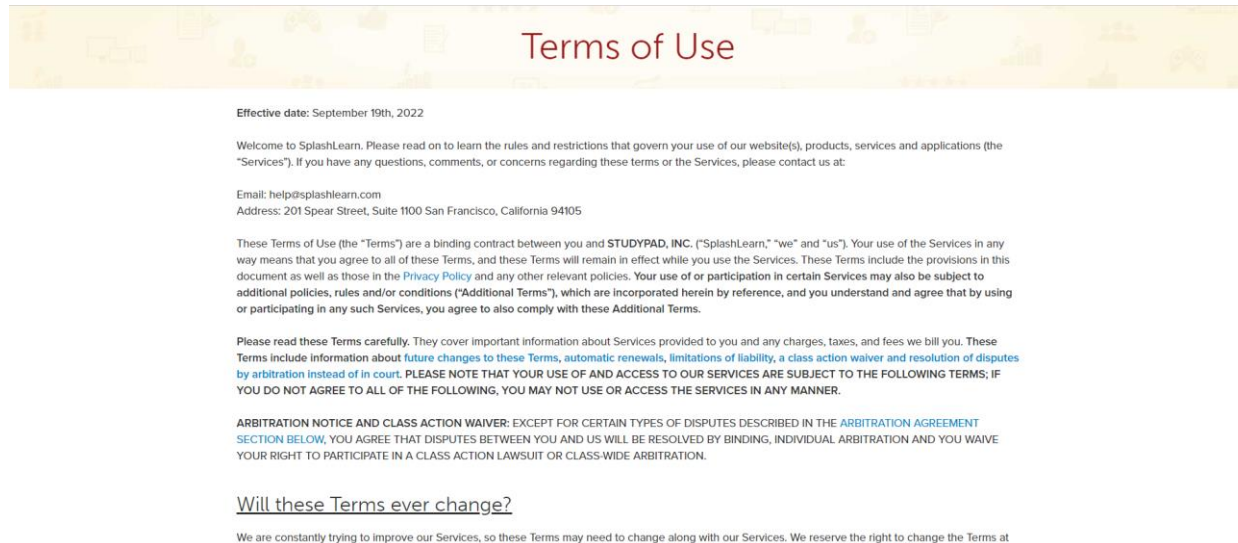 Terms of Use
Effective date: September 19th, 2022
Welcome to SplashLearn. Please read on to learn the rules and restrictions that govern your use of our website(s), products, services and applications (the
“Services”). If you have any questions, comments, or concerns regarding these terms or the Services, please contact us at:
Email: help@splashlearn.com
Address: 201 Spear Street, Suite 1100 San Francisco, California 94105
These Terms of Use (the “Terms”) are a binding contract between you and STUDYPAD, INC. (“SplashLearn,” “we” and “us”). Your use of the Services in any
way means that you agree to all of these Terms, and these Terms will remain in effect while you use the Services. These Terms include the provisions in this
document as well as those in the Privacy Policy and any other relevant policies. Your use of or participation in certain Services may also be subject to
additional policies, rules and/or conditions (“Additional Terms”), which are incorporated herein by reference, and you understand and agree that by using
or participating in any such Services, you agree to also comply with these Additional Terms.
Please read these Terms carefully. They cover important information about Services provided to you and any charges, taxes, and fees we bill you. These
Terms include information about future changes to these Terms, automatic renewals, limitations of liability, a class action waiver and resolution of disputes
by arbitration instead of in court. PLEASE NOTE THAT YOUR USE OF AND ACCESS TO OUR SERVICES ARE SUBJECT TO THE FOLLOWING TERMS; IF
YOU DO NOT AGREE TO ALL OF THE FOLLOWING, YOU MAY NOT USE OR ACCESS THE SERVICES IN ANY MANNER.
ARBITRATION NOTICE AND CLASS ACTION WAIVER: EXCEPT FOR CERTAIN TYPES OF DISPUTES DESCRIBED IN THE ARBITRATION AGREEMENT
SECTION BELOW, YOU AGREE THAT DISPUTES BETWEEN YOU AND US WILL BE RESOLVED BY BINDING, INDIVIDUAL ARBITRATION AND YOU WAIVE
YOUR RIGHT TO PARTICIPATE IN A CLASS ACTION LAWSUIT OR CLASS-WIDE ARBITRATION.
Will these Terms ever change?
We are constantly trying to improve our Services, so these Terms may need to change along with our Services. We reserve the right to change the Terms at